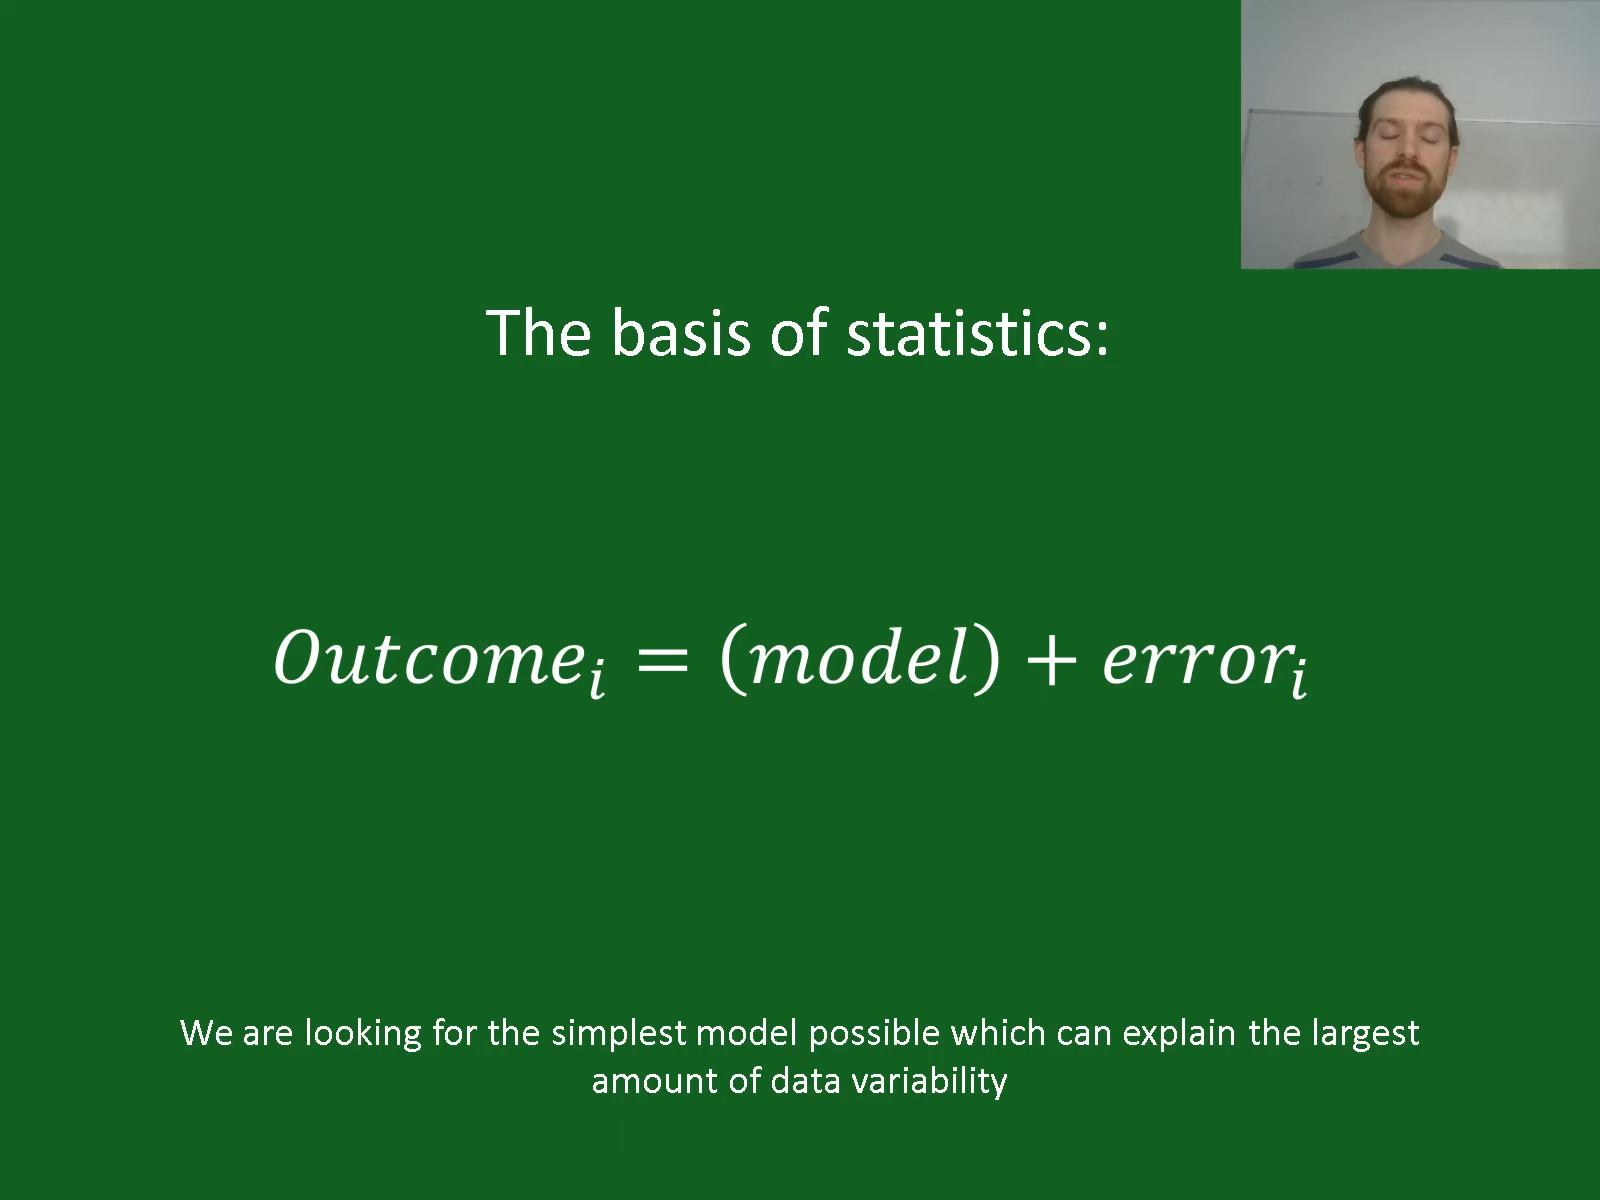 The basis of statistics:
Outcomeᵢ = (model) + errorᵢ
We are looking for the simplest model possible which can explain the largest
amount of data variability